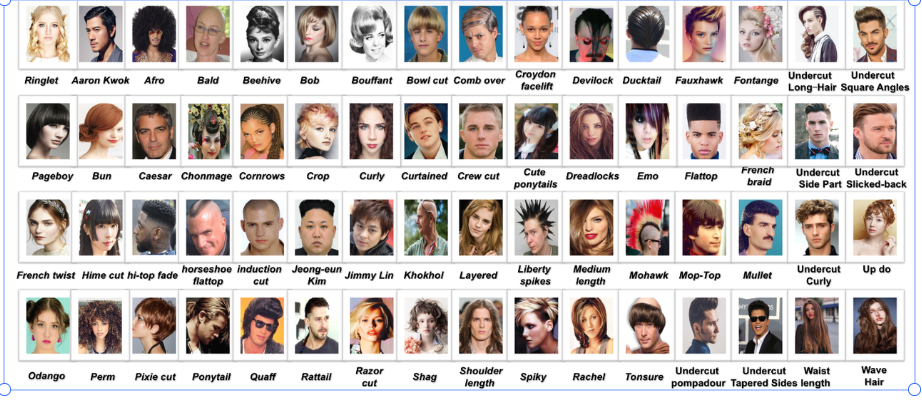 Ringlet Aaron Kwok Afro Bald Beehive Bob Bouffant Bowl cut Comb over Croydon facelift Devilock Ducktail Fauxhawk Fontange Undercut Long-Hair Undercut Square Angles
Pageboy Bun Caesar Chonmage Cornrows Crop Curly Curtained Crew cut Cute ponytails Dreadlocks Emo Flattop French braid Undercut Side Part Undercut Slicked-back
French twist Hime cut hi-top fade horseshoe flattop induction cut Jeong-eun Kim Jimmy Lin Khokhol Layered Liberty spikes Medium length Mohawk Mop-Top Mullet Undercut Curly Up do
Odango Perm Pixie cut Ponytail Quaff Rattail Razor cut Shag Shoulder length Spiky Rachel Tonsure Undercut pompadour Undercut Tapered Sides Waist length Wave Hair